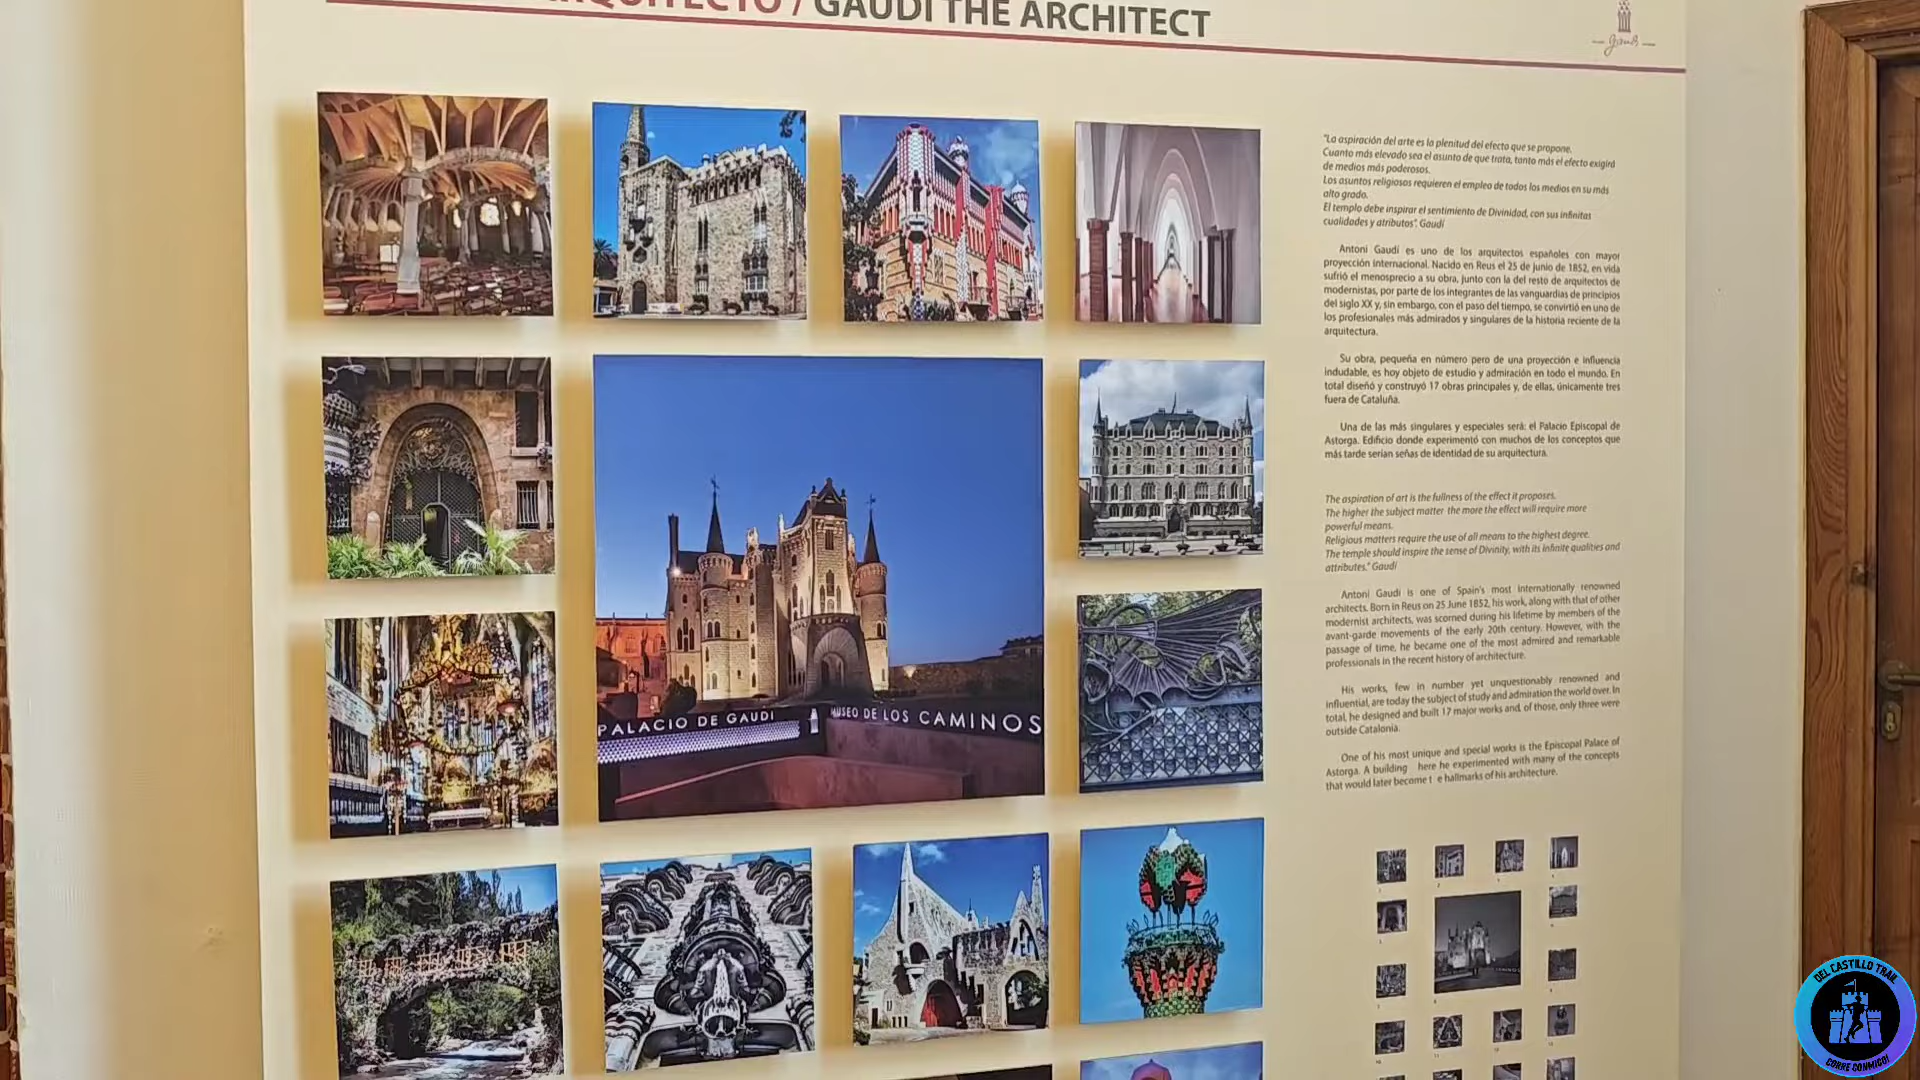 ARQUITECTO / GAUDÍ THE ARCHITECT
Gaudí
"La aspiración del arte es la plenitud del efecto que se propone.
Cuanto más elevado sea el asunto de que trata, tanto más el efecto exigirá
de medios más poderosos.
Los asuntos religiosos requieren el empleo de todos los medios en su más
alto grado.
El templo debe inspirar el sentimiento de Divinidad, con sus infinitas
cualidades y atributos". Gaudí
Antoni Gaudí es uno de los arquitectos españoles con mayor
proyección internacional. Nacido en Reus el 25 de junio de 1852, en vida
sufrió el menosprecio a su obra, junto con la del resto de arquitectos de
modernistas, por parte de los integrantes de las vanguardias de principios
del siglo XX y, sin embargo, con el paso del tiempo, se convirtió en uno de
los profesionales más admirados y singulares de la historia reciente de la
arquitectura.
Su obra, pequeña en número pero de una proyección e influencia
indudable, es hoy objeto de estudio y admiración en todo el mundo. En
total diseñó y construyó 17 obras principales y, de ellas, únicamente tres
fuera de Cataluña.
Una de las más singulares y especiales será: el Palacio Episcopal de
Astorga. Edificio donde experimentó con muchos de los conceptos que
más tarde serían señas de identidad de su arquitectura.
The aspiration of art is the fullness of the effect it proposes.
The higher the subject matter the more the effect will require more
powerful means.
Religious matters require the use of all means to the highest degree.
The temple should inspire the sense of Divinity, with its infinite qualities and
attributes." Gaudí
Antoni Gaudí is one of Spain's most internationally renowned
architects. Born in Reus on 25 June 1852, his work, along with that of other
modernist architects, was scorned during his lifetime by members of the
avant-garde movements of the early 20th century. However, with the
passage of time, he became one of the most admired and remarkable
professionals in the recent history of architecture.
His works, few in number yet unquestionably renowned and
influential, are today the subject of study and admiration the world over. In
total, he designed and built 17 major works and, of those, only three were
outside Catalonia.
One of his most unique and special works is the Episcopal Palace of
Astorga. A building here he experimented with many of the concepts
that would later become t e hallmarks of his architecture.
PALACIO DE GAUDÍ MUSEO DE LOS CAMINOS
DEL CASTILLO TRAIL
CORRE CONMIGO!